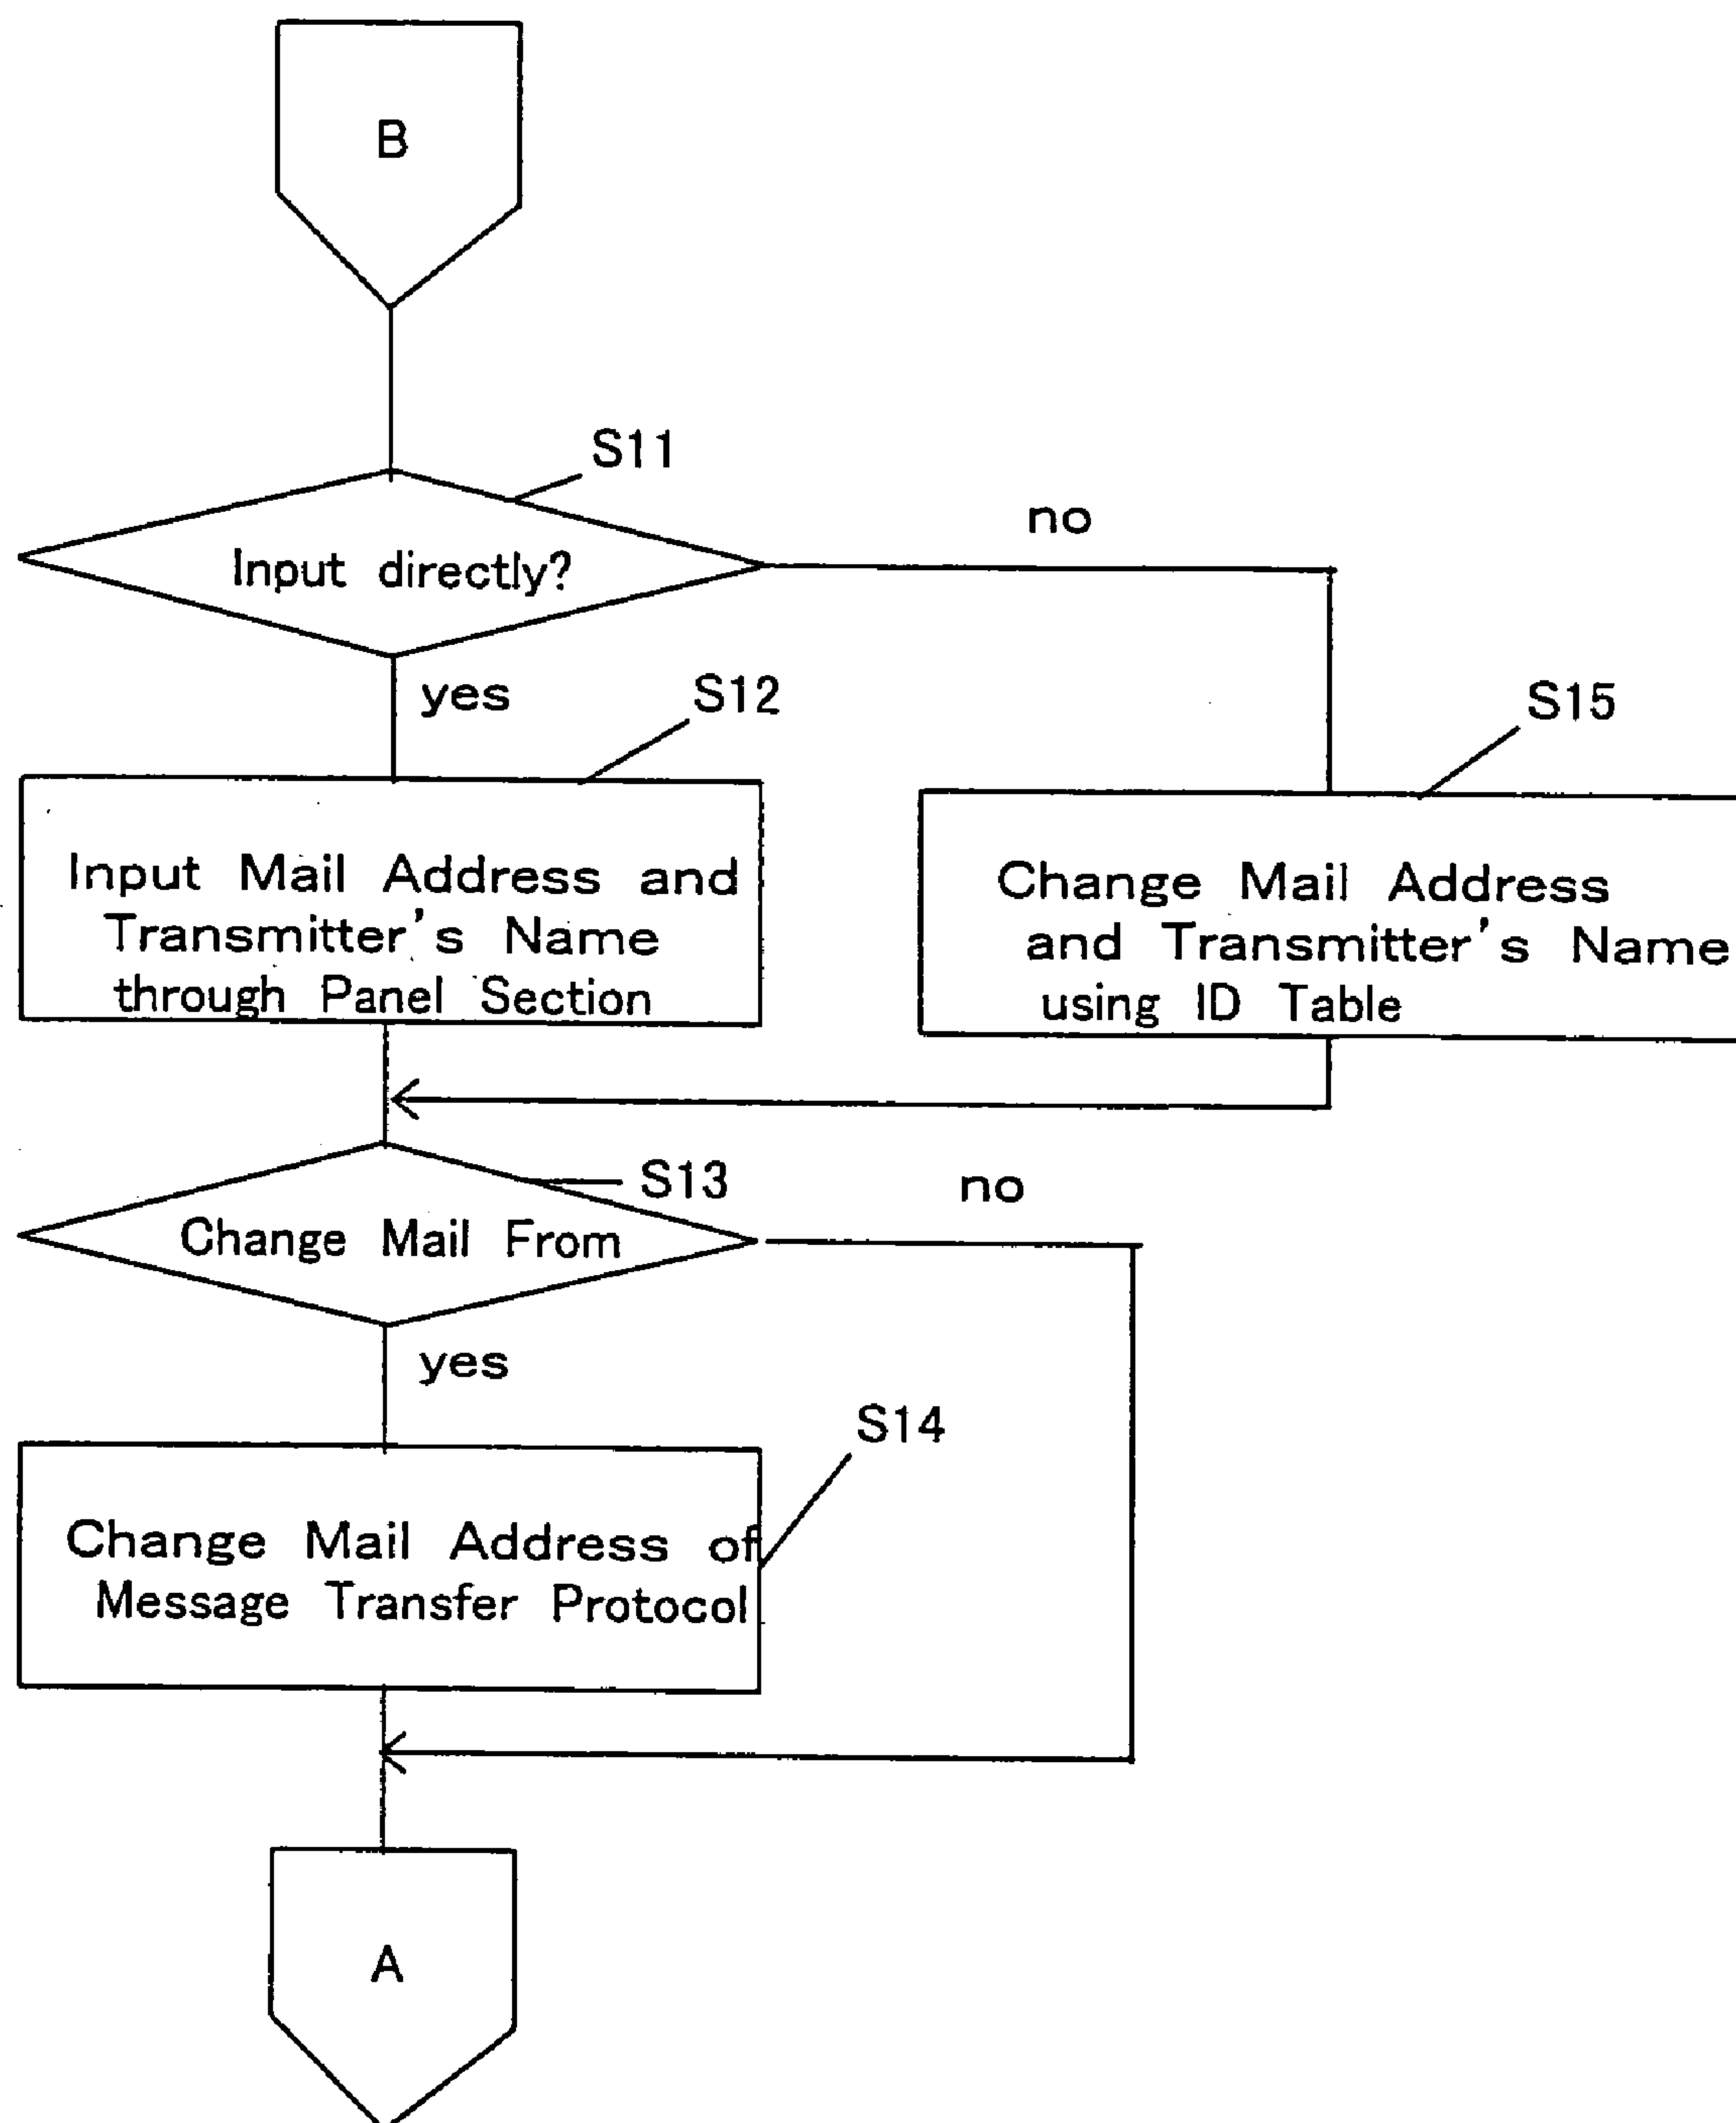 B
S11
Input directly?
no
yes
S12
Input Mail Address and
Transmitter's Name
through Panel Section
S15
Change Mail Address
and Transmitter's Name
using ID Table
S13
Change Mail From
no
yes
S14
Change Mail Address of
Message Transfer Protocol
A